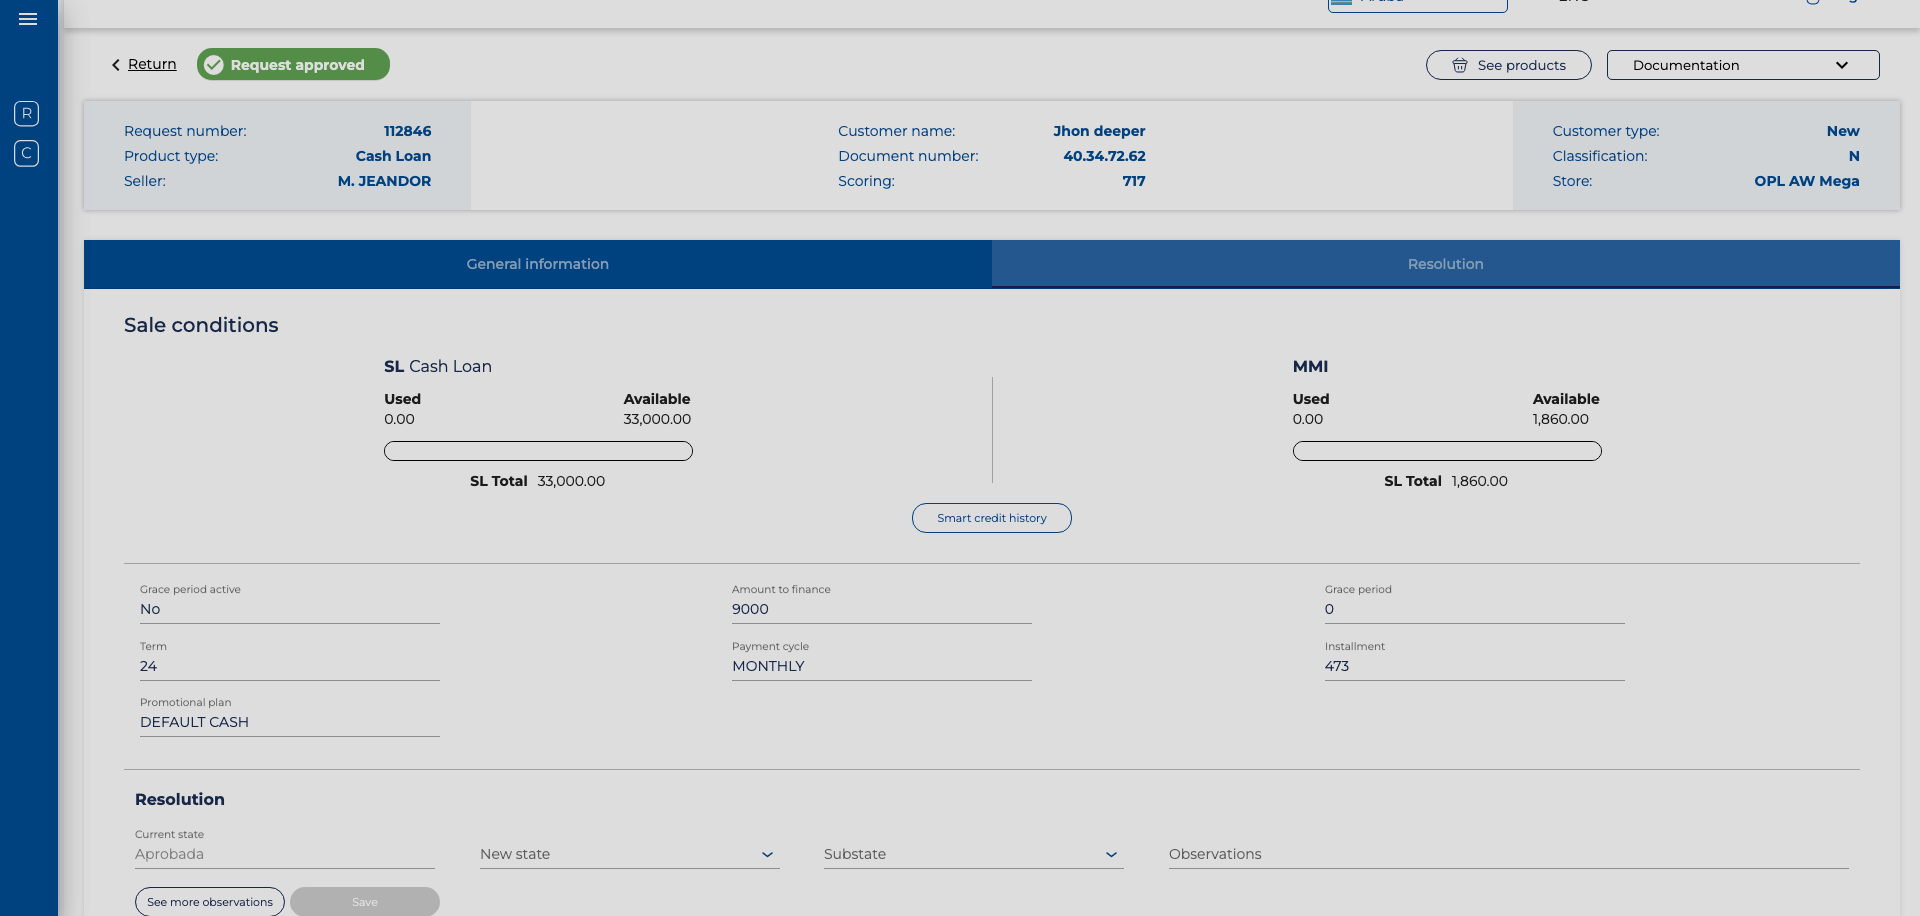 Return
Request approved
See products
Documentation
R
C
Request number: 112846
Product type: Cash Loan
Seller: M. JEANDOR
Customer name: Jhon deeper
Document number: 40.34.72.62
Scoring: 717
Customer type: New
Classification: N
Store: OPL AW Mega
General information
Resolution
Sale conditions
SL Cash Loan
Used Available
0.00 33,000.00
SL Total 33,000.00
MMI
Used Available
0.00 1,860.00
SL Total 1,860.00
Smart credit history
Grace period active
No
Amount to finance
9000
Grace period
0
Term
24
Payment cycle
MONTHLY
Installment
473
Promotional plan
DEFAULT CASH
Resolution
Current state
Aprobada
New state
Substate
Observations
See more observations
Save